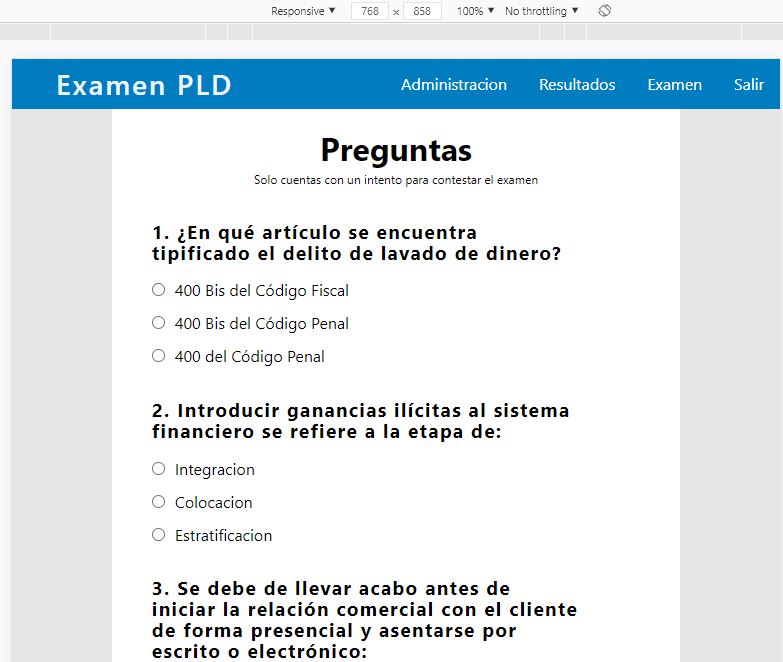 Responsive ▼ 768 x 858 100% ▼ No throttling ▼
Examen PLD Administracion Resultados Examen Salir
Preguntas
Solo cuentas con un intento para contestar el examen
1. ¿En qué artículo se encuentra
tipificado el delito de lavado de dinero?
400 Bis del Código Fiscal
400 Bis del Código Penal
400 del Código Penal
2. Introducir ganancias ilícitas al sistema
financiero se refiere a la etapa de:
Integracion
Colocacion
Estratificacion
3. Se debe de llevar acabo antes de
iniciar la relación comercial con el cliente
de forma presencial y asentarse por
escrito o electrónico: